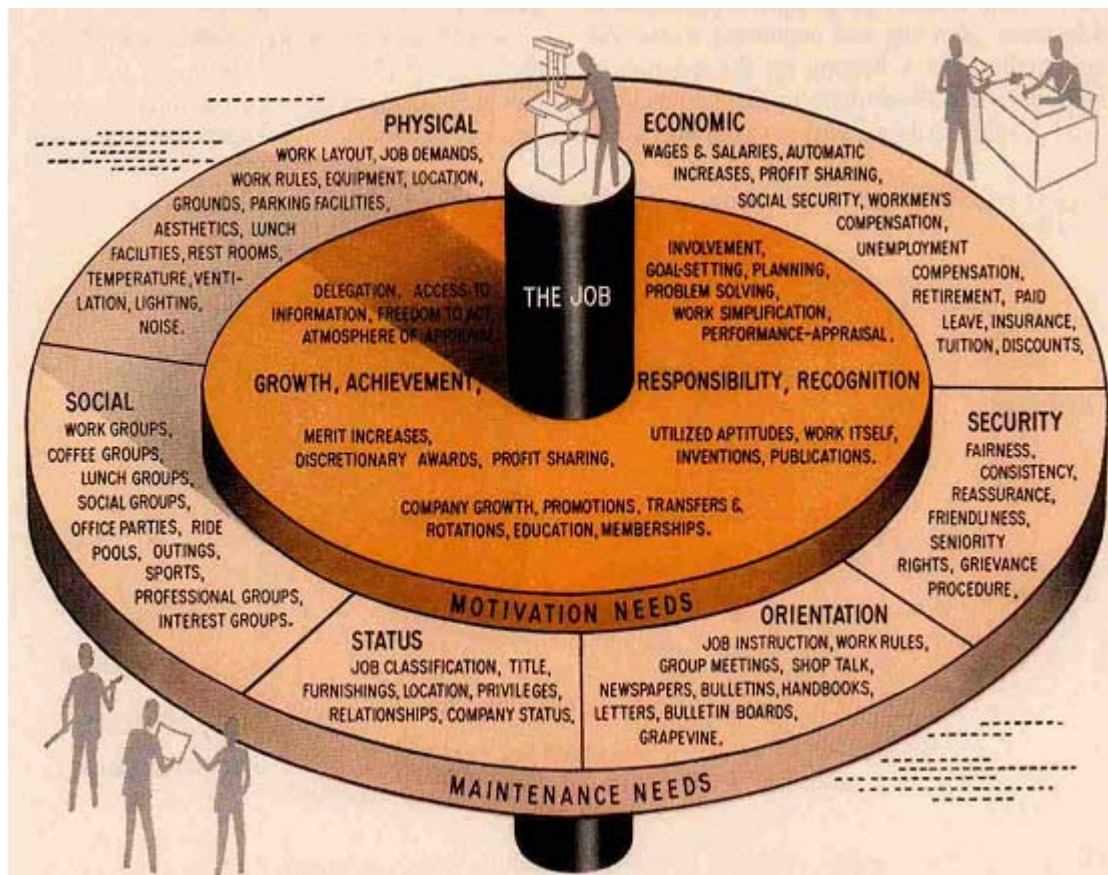 PHYSICAL
WORK LAYOUT, JOB DEMANDS,
WORK RULES, EQUIPMENT, LOCATION,
GROUNDS, PARKING FACILITIES,
AESTHETICS, LUNCH
FACILITIES, REST ROOMS,
TEMPERATURE, VENTI-
LATION, LIGHTING,
NOISE.
ECONOMIC
WAGES & SALARIES, AUTOMATIC
INCREASES, PROFIT SHARING,
SOCIAL SECURITY, WORKMEN'S
COMPENSATION,
UNEMPLOYMENT
COMPENSATION,
RETIREMENT, PAID
LEAVE, INSURANCE,
TUITION, DISCOUNTS,
THE JOB
DELEGATION, ACCESS TO
INFORMATION, FREEDOM TO ACT,
ATMOSPHERE OF APPROVAL.
INVOLVEMENT,
GOAL-SETTING, PLANNING,
PROBLEM SOLVING,
WORK SIMPLIFICATION,
PERFORMANCE-APPRAISAL.
GROWTH, ACHIEVEMENT,
RESPONSIBILITY, RECOGNITION
MERIT INCREASES,
DISCRETIONARY AWARDS, PROFIT SHARING,
UTILIZED APTITUDES, WORK ITSELF,
INVENTIONS, PUBLICATIONS.
COMPANY GROWTH, PROMOTIONS, TRANSFERS &
ROTATIONS, EDUCATION, MEMBERSHIPS.
MOTIVATION NEEDS
SOCIAL
WORK GROUPS,
COFFEE GROUPS,
LUNCH GROUPS,
SOCIAL GROUPS,
OFFICE PARTIES, RIDE
POOLS, OUTINGS,
SPORTS,
PROFESSIONAL GROUPS,
INTEREST GROUPS.
SECURITY
FAIRNESS,
CONSISTENCY,
REASSURANCE,
FRIENDLINESS,
SENIORITY
RIGHTS, GRIEVANCE
PROCEDURE,
STATUS
JOB CLASSIFICATION, TITLE,
FURNISHINGS, LOCATION, PRIVILEGES,
RELATIONSHIPS, COMPANY STATUS,
ORIENTATION
JOB INSTRUCTION, WORK RULES,
GROUP MEETINGS, SHOP TALK,
NEWSPAPERS, BULLETINS, HANDBOOKS,
LETTERS, BULLETIN BOARDS,
GRAPEVINE,
MAINTENANCE NEEDS